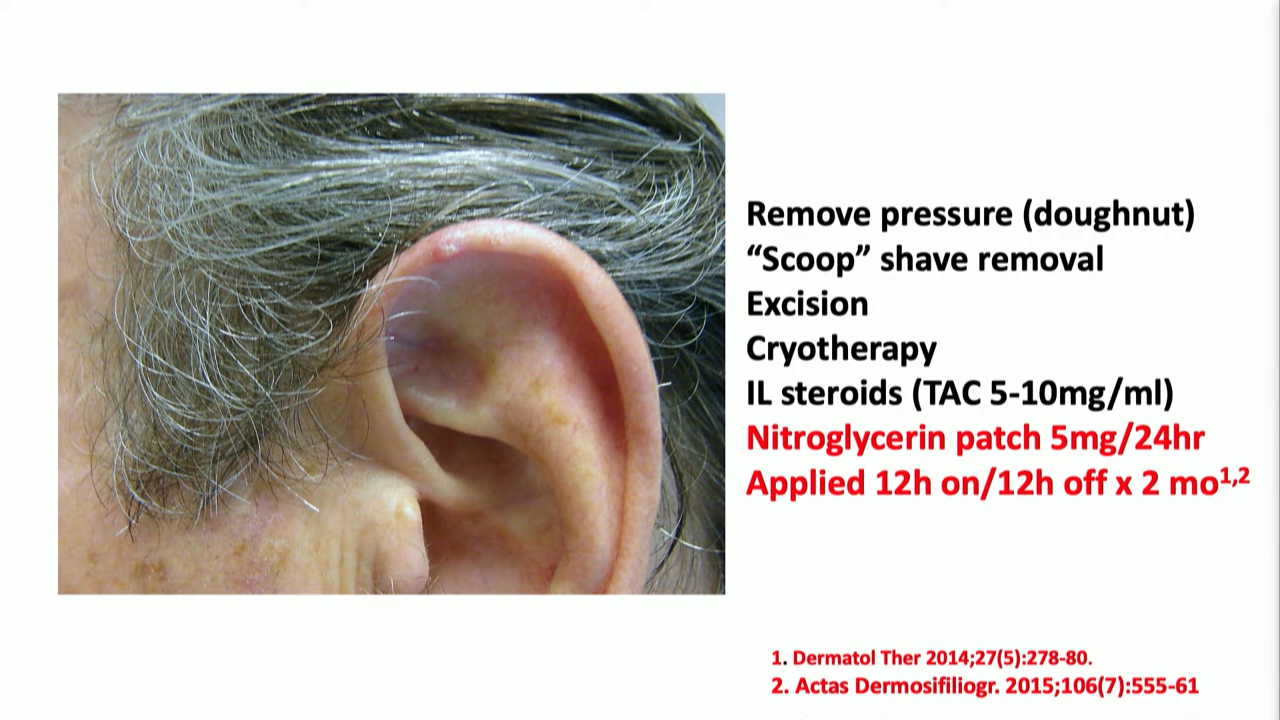 Remove pressure (doughnut)
“Scoop” shave removal
Excision
Cryotherapy
IL steroids (TAC 5-10mg/ml)
Nitroglycerin patch 5mg/24hr
Applied 12h on/12h off x 2 mo1,2
1. Dermatol Ther 2014;27(5):278-80.
2. Actas Dermosifiliogr. 2015;106(7):555-61